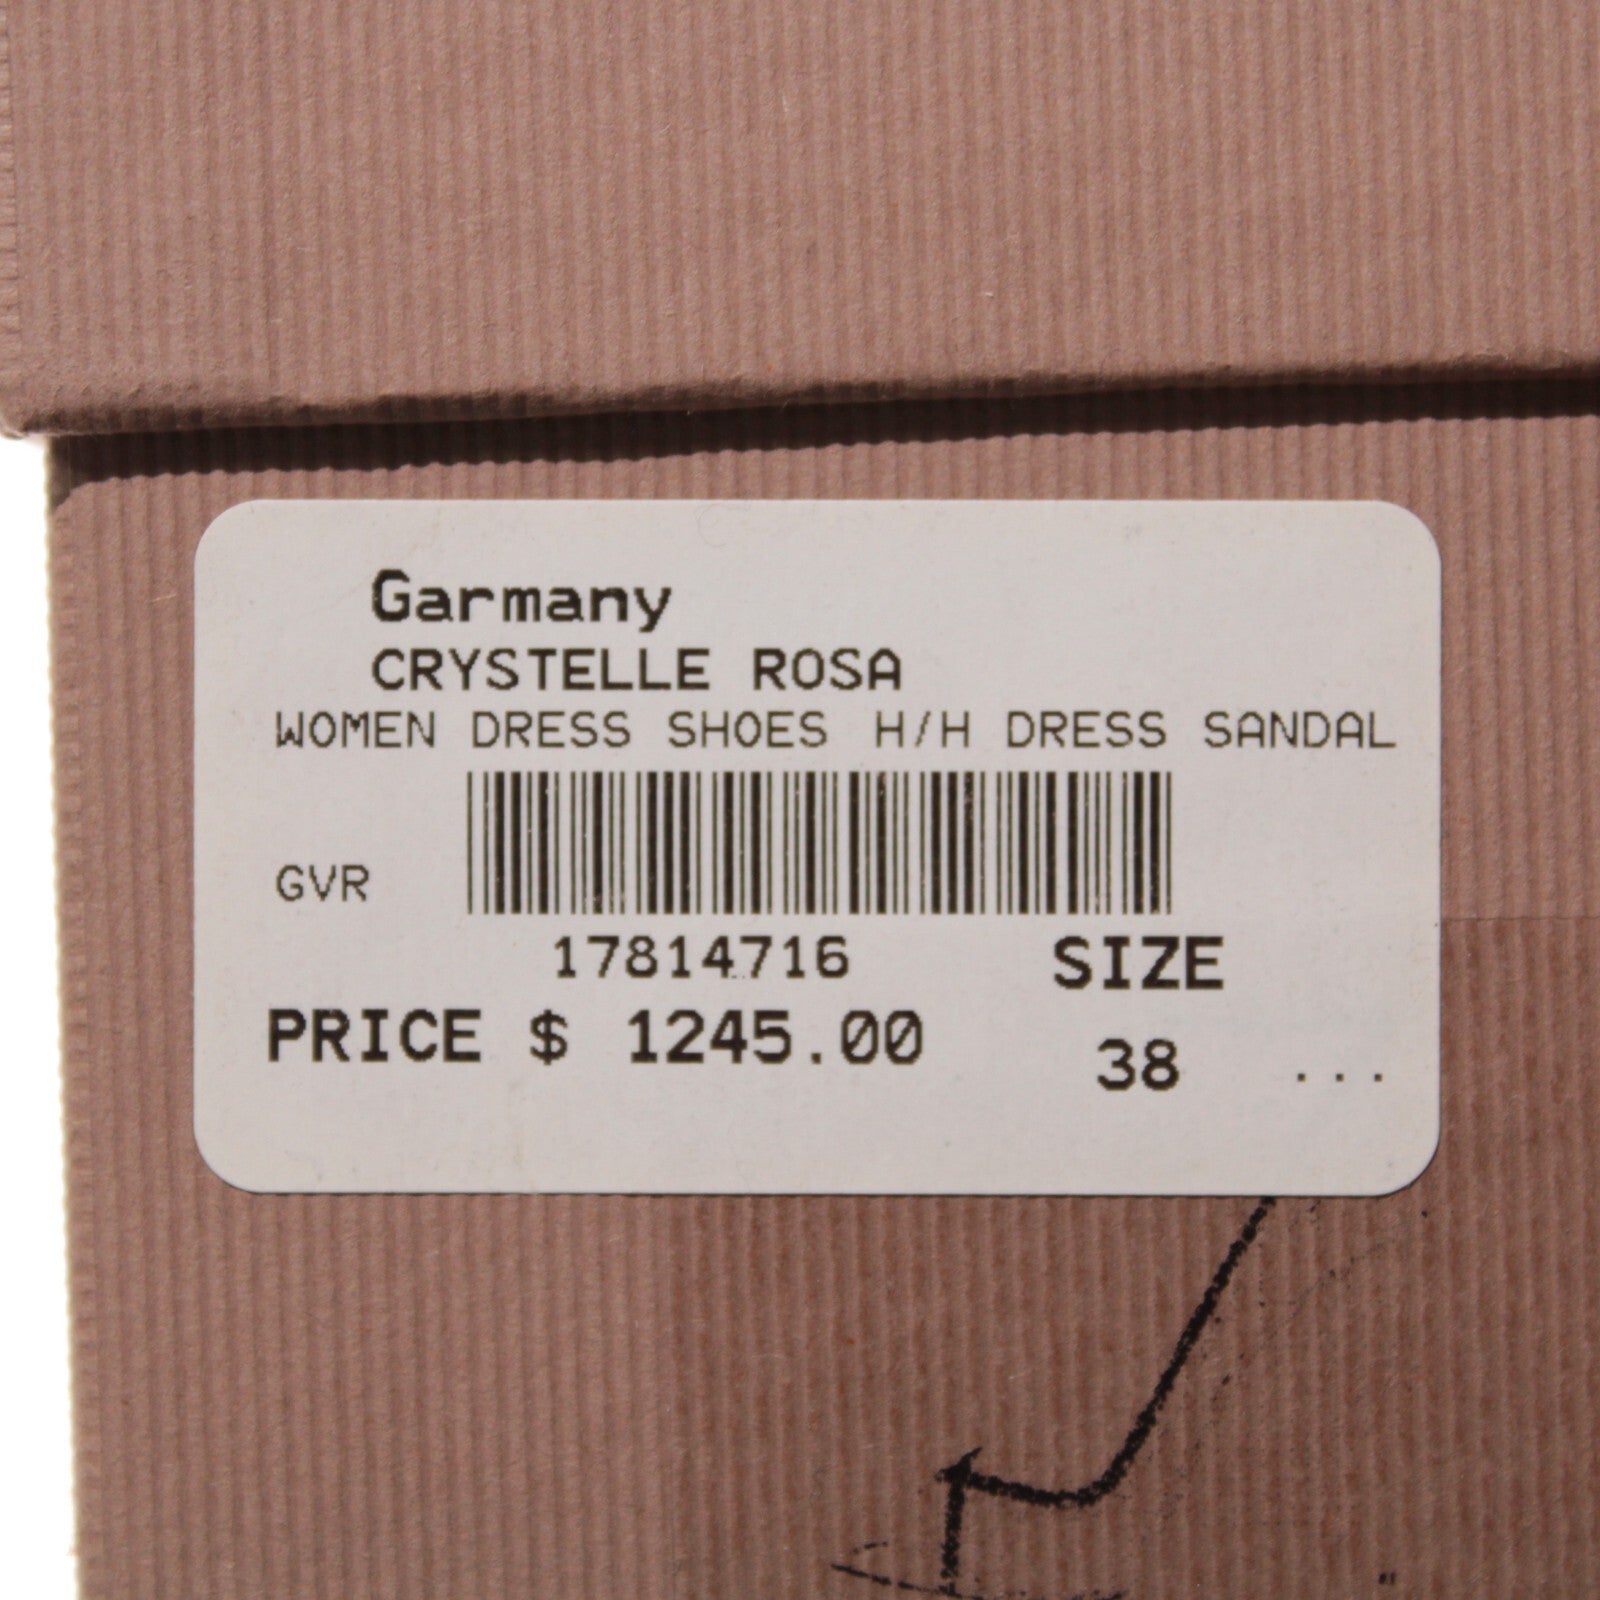 Garmany
CRYSTELLE ROSA
WOMEN DRESS SHOES H/H DRESS SANDAL
GVR
17814716
SIZE
PRICE $ 1245.00
38 ...